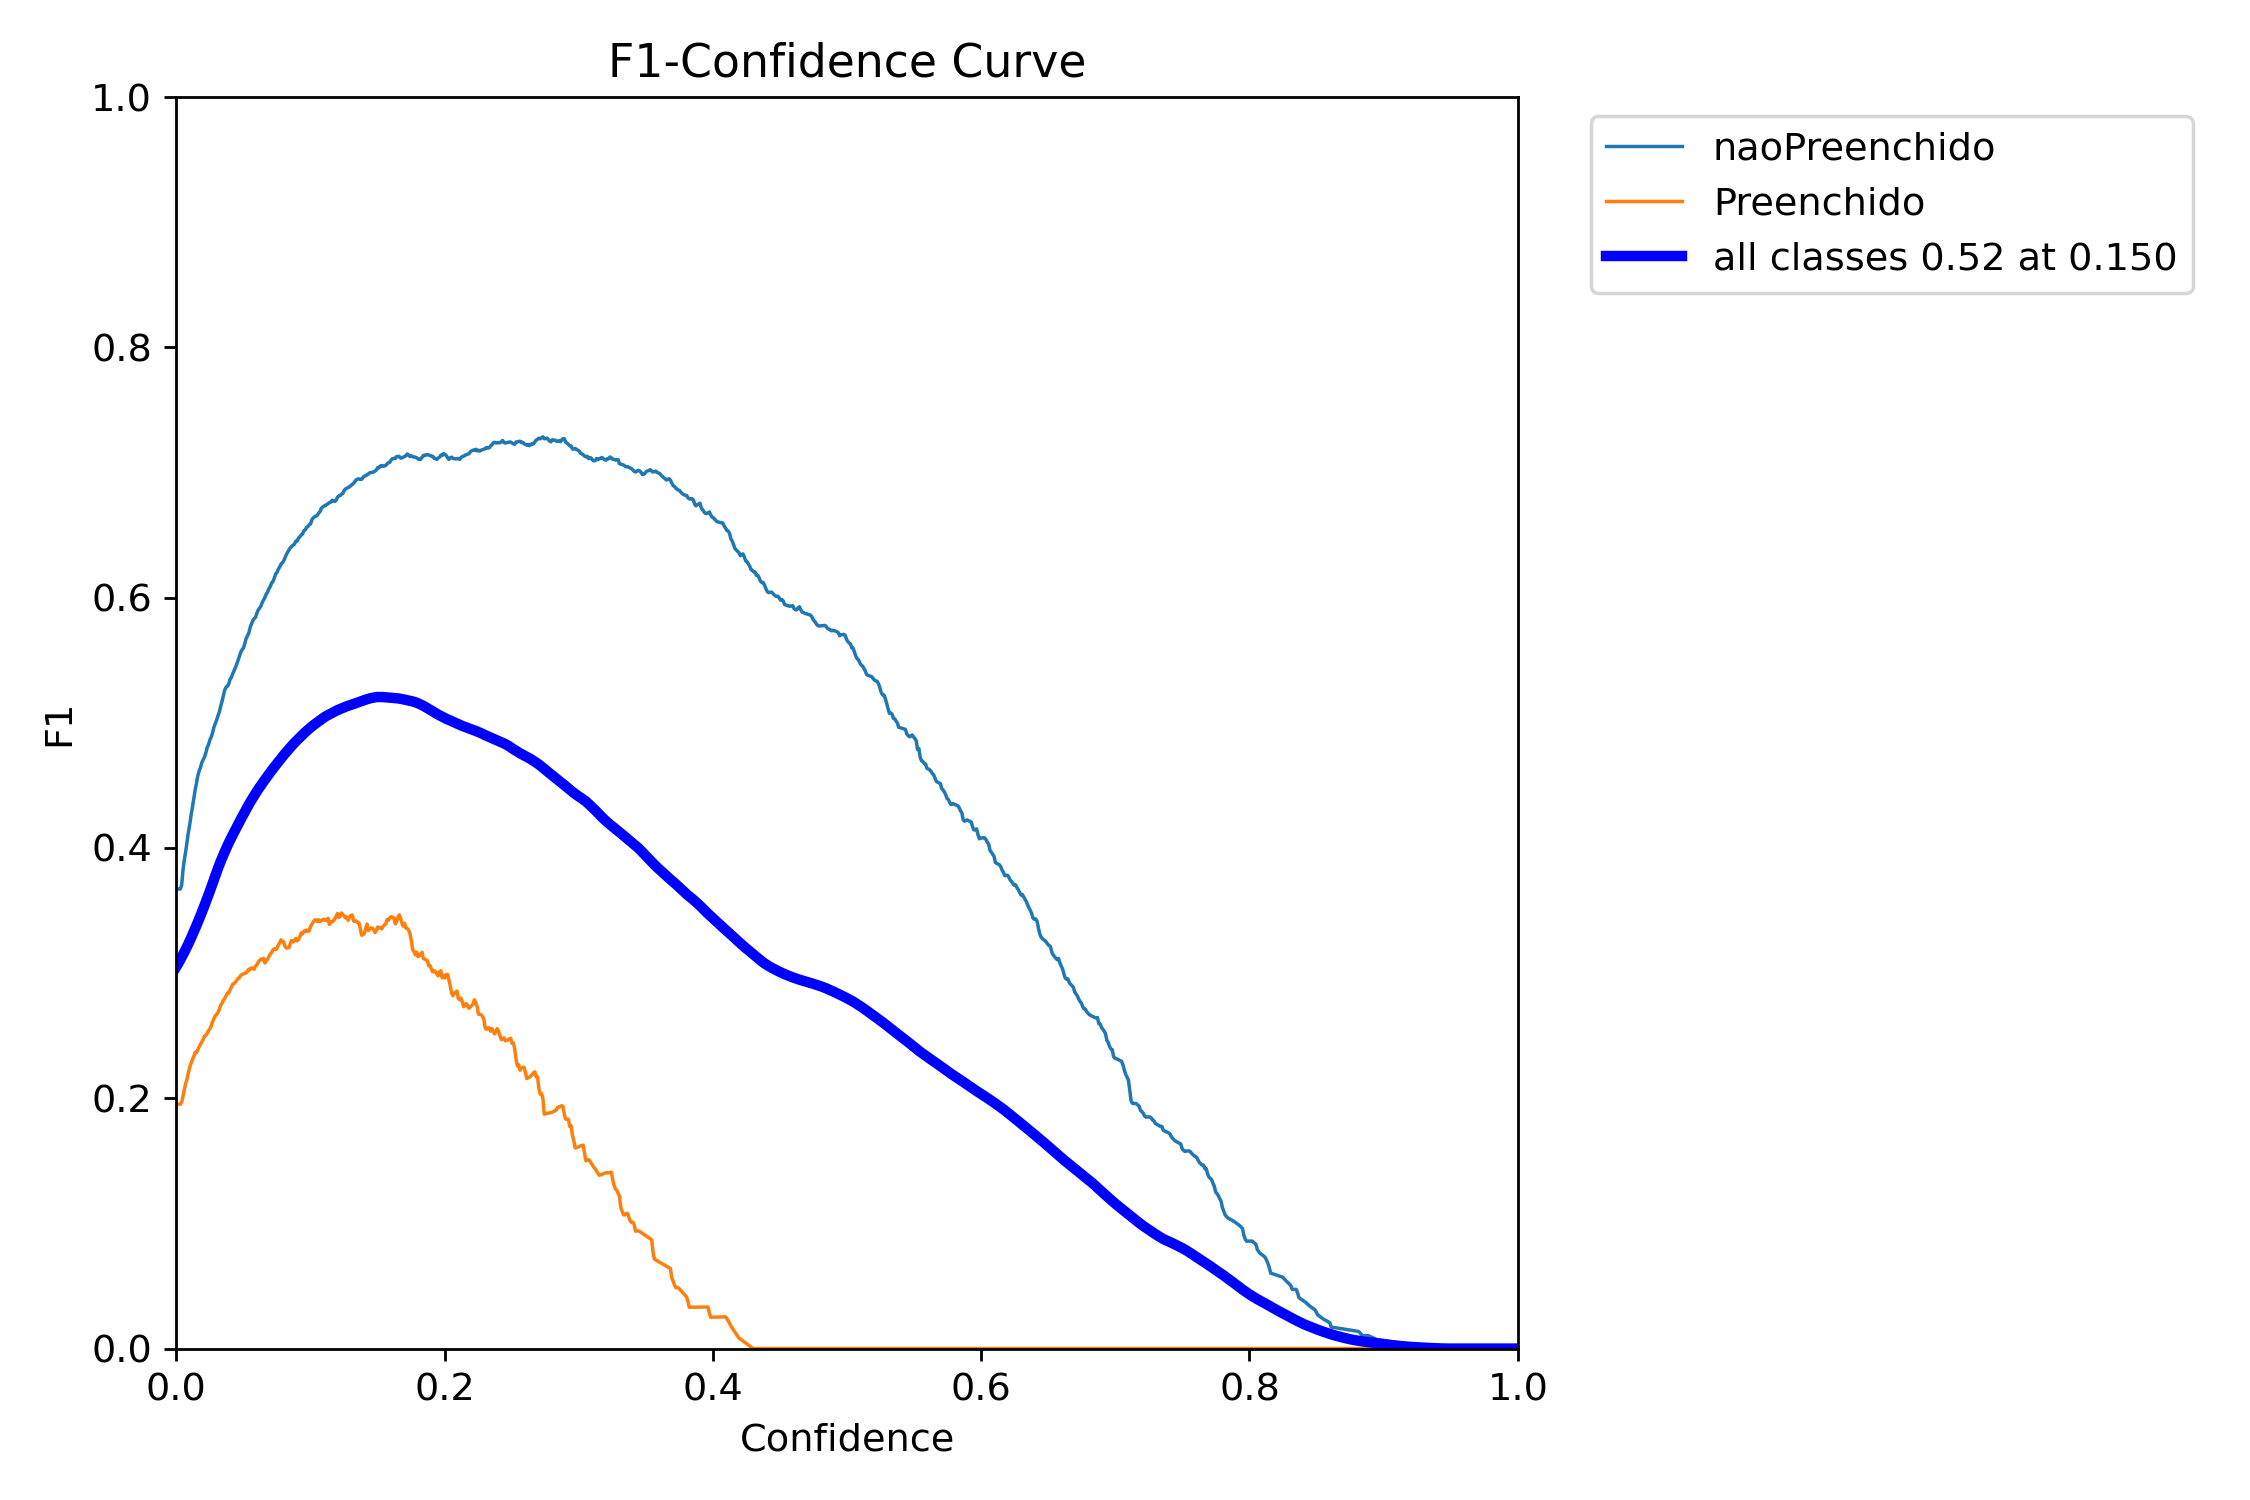 F1-Confidence Curve
1.0
0.8
0.6
0.4
0.2
0.0
F1
0.0 0.2 0.4 0.6 0.8 1.0
Confidence
naoPreenchido
Preenchido
all classes 0.52 at 0.150